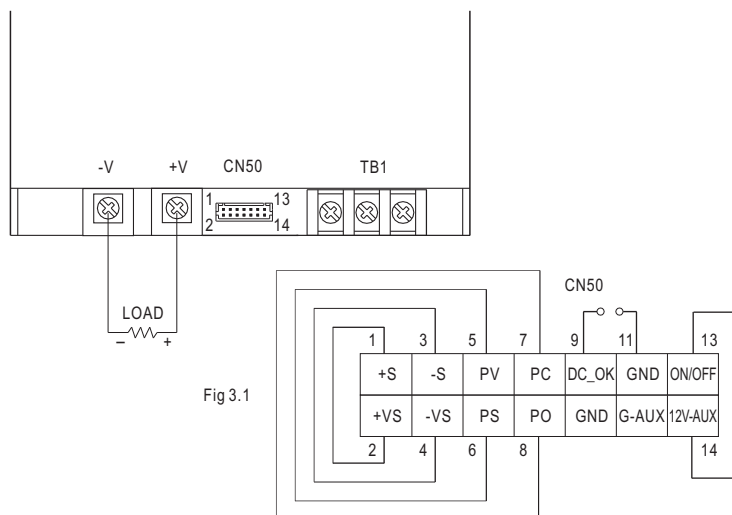 -V +V CN50 TB1
1 13
2 14
LOAD
– +
CN50
1 3 5 7 9 11 13
+S -S PV PC DC_OK GND ON/OFF
Fig 3.1
+VS -VS PS PO GND G-AUX 12V-AUX
2 4 6 8 14